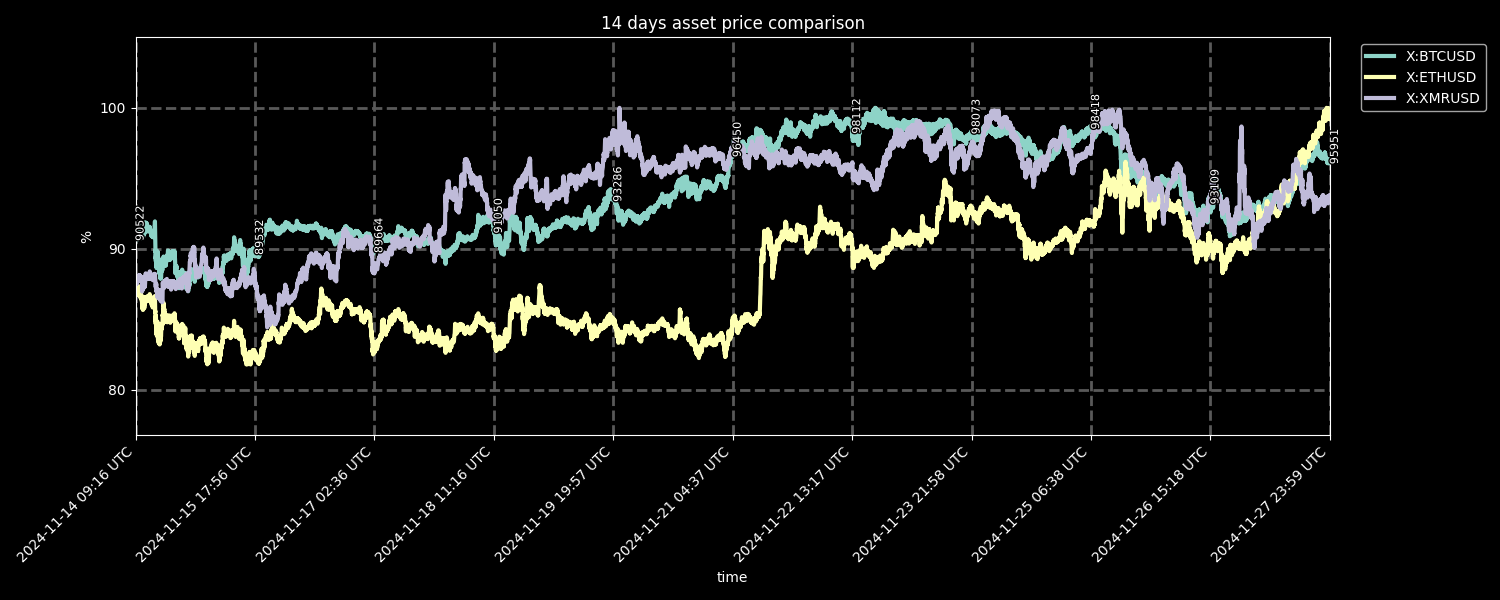 14 days asset price comparison
X:BTCUSD
X:ETHUSD
X:XMRUSD
100
90
80
%
90522
89532
89664
91050
93286
96450
98112
98073
98418
93109
95951
2024-11-14 09:16 UTC
2024-11-15 17:56 UTC
2024-11-17 02:36 UTC
2024-11-18 11:16 UTC
2024-11-19 19:57 UTC
2024-11-21 04:37 UTC
2024-11-22 13:17 UTC
2024-11-23 21:58 UTC
2024-11-25 06:38 UTC
2024-11-26 15:18 UTC
2024-11-27 23:59 UTC
time